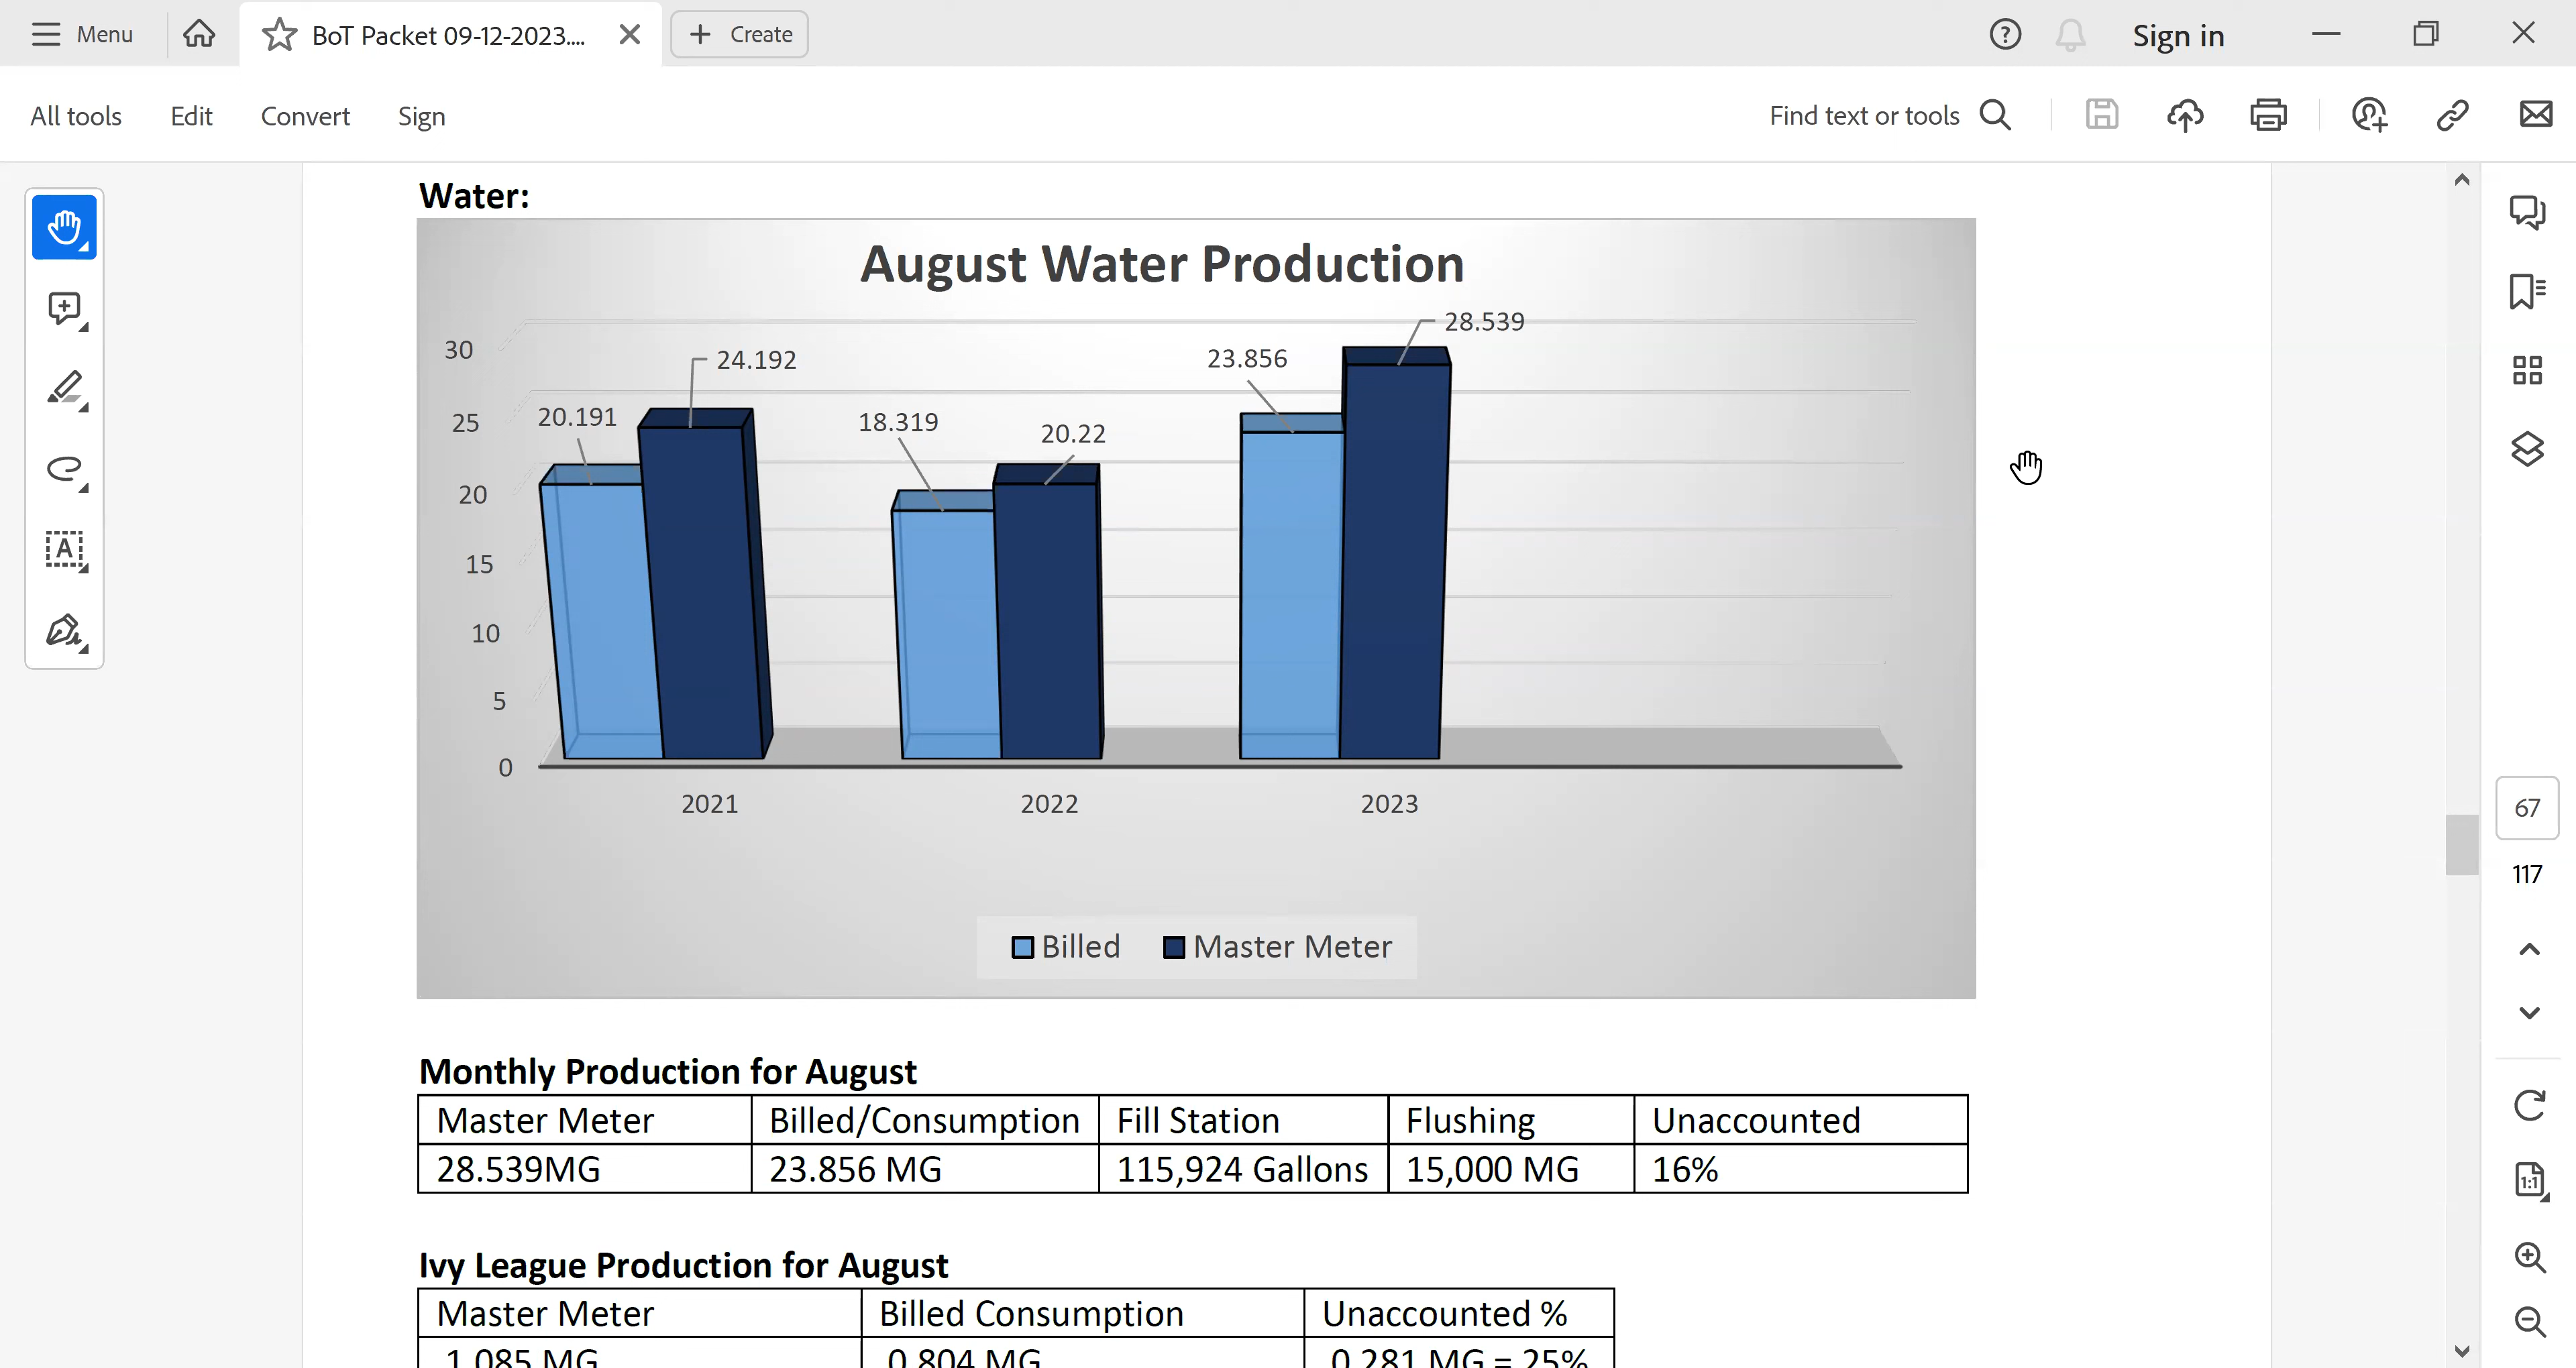 Menu
BoT Packet 09-12-2023....
Create
Sign in
All tools
Edit
Convert
Sign
Find text or tools
Water:
August Water Production
30
25
20
15
10
5
0
20.191
24.192
18.319
20.22
23.856
28.539
2021
2022
2023
Billed
Master Meter
Monthly Production for August
Master Meter Billed/Consumption Fill Station Flushing Unaccounted
28.539MG 23.856 MG 115,924 Gallons 15,000 MG 16%
Ivy League Production for August
Master Meter Billed Consumption Unaccounted %
1.085 MG 0.804 MG 0.281 MG = 25%
67
117
1:1